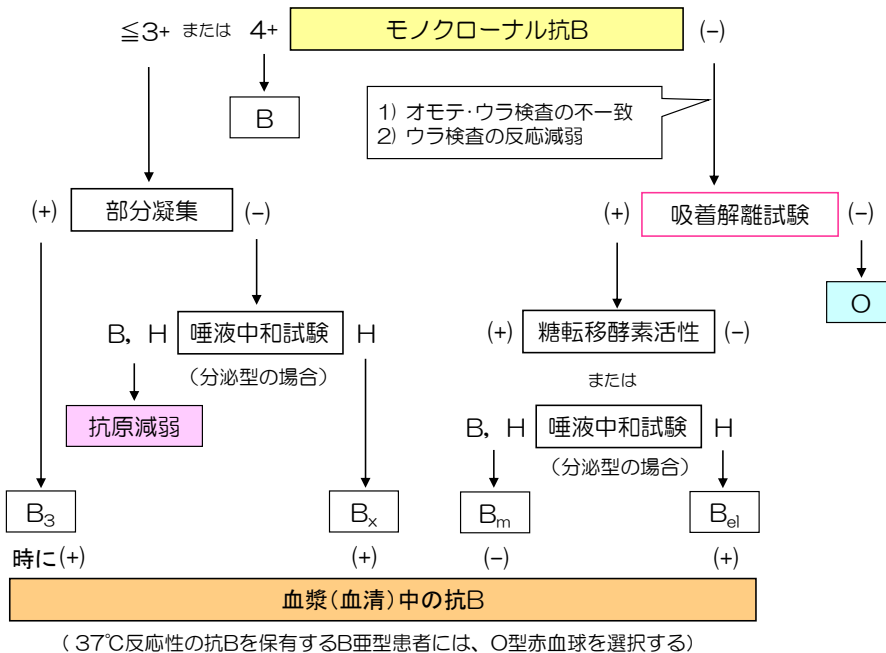 ≦3+ または 4+ モノクローナル抗B (-)
B
1) オモテ・ウラ検査の不一致
2) ウラ検査の反応減弱
(+) 部分凝集 (-)
(+) 吸着解離試験 (-)
O
B, H 唾液中和試験 H
(分泌型の場合)
(+) 糖転移酵素活性 (-)
または
抗原減弱
B, H 唾液中和試験 H
(分泌型の場合)
B₃ Bₓ Bₘ Bel
時に(+) (+) (-) (+)
血漿(血清)中の抗B
( 37℃反応性の抗Bを保有するB亜型患者には、O型赤血球を選択する)